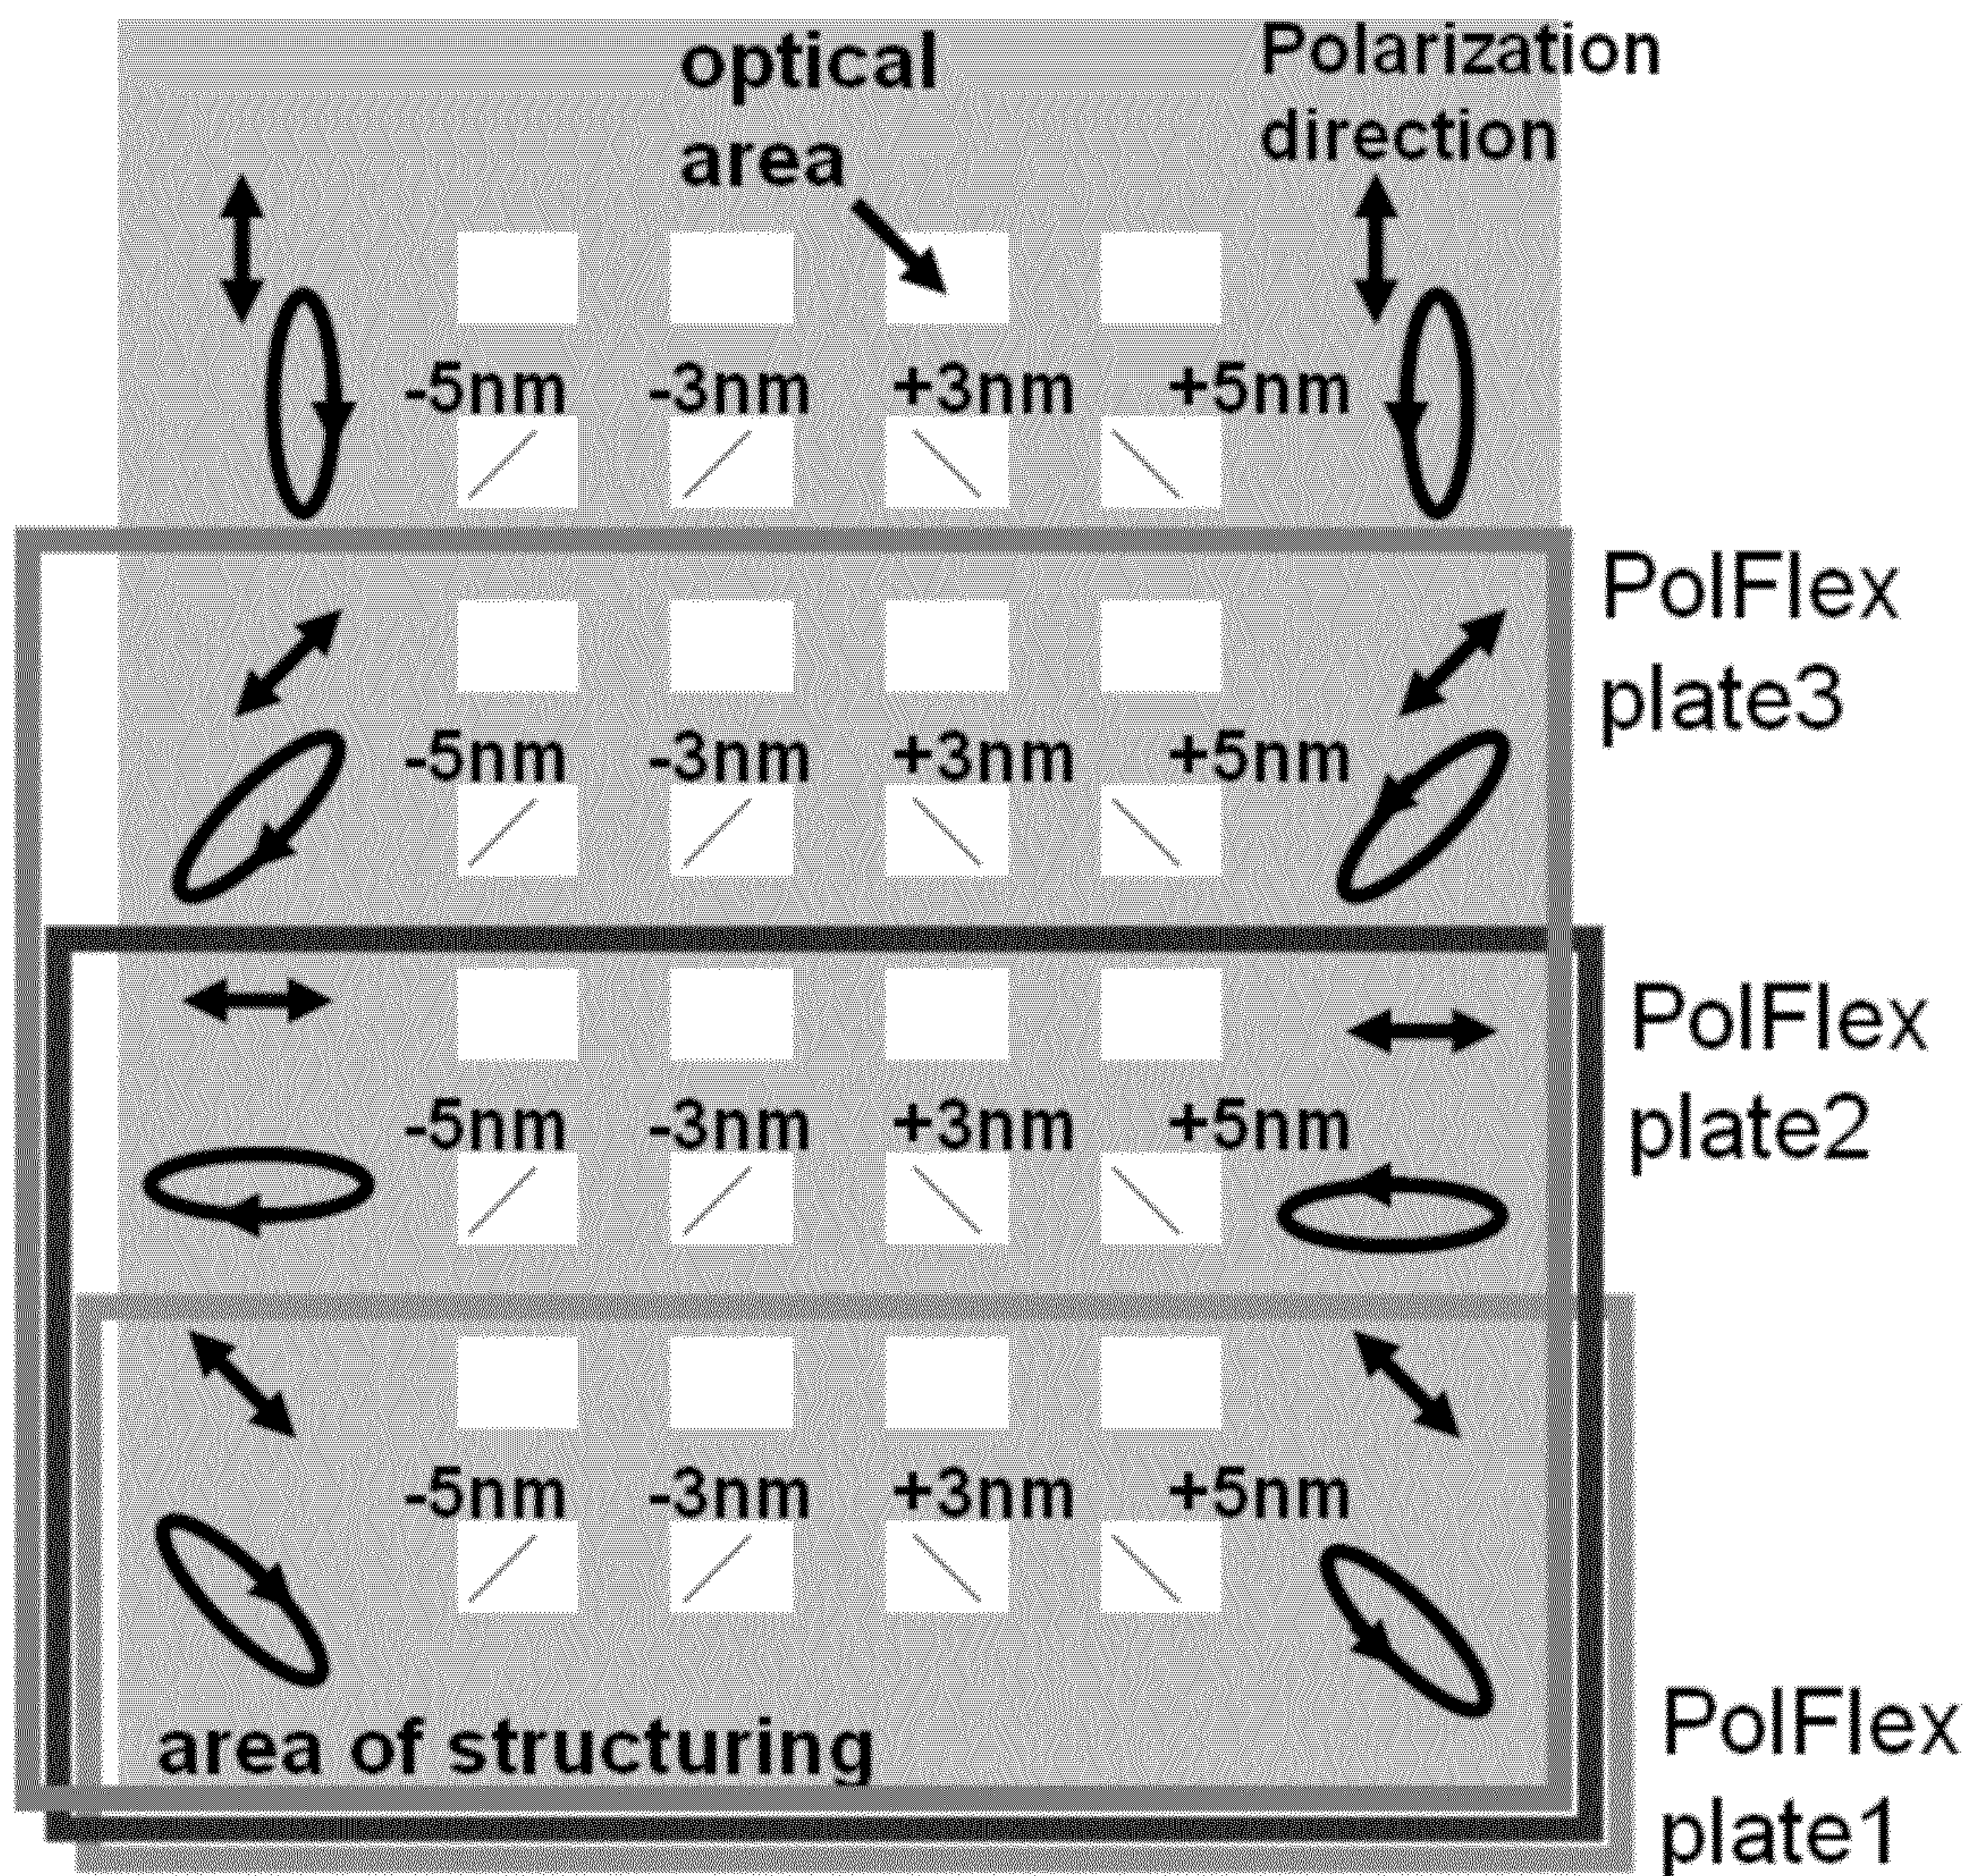 optical
area
Polarization
direction
-5nm -3nm +3nm +5nm
PolFlex
plate3
-5nm -3nm +3nm +5nm
PolFlex
plate2
-5nm -3nm +3nm +5nm
-5nm -3nm +3nm +5nm
area of structuring
PolFlex
plate1